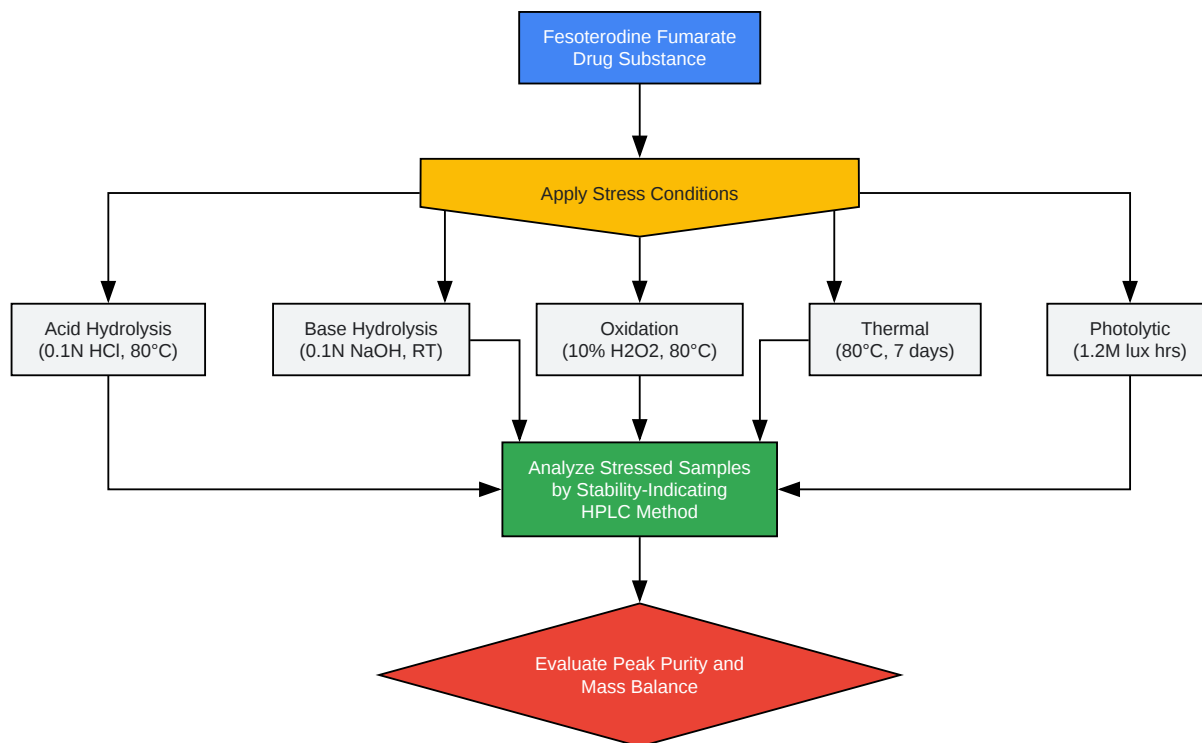 Fesoterodine Fumarate
Drug Substance
Apply Stress Conditions
Acid Hydrolysis
(0.1N HCl, 80°C)
Base Hydrolysis
(0.1N NaOH, RT)
Oxidation
(10% H2O2, 80°C)
Thermal
(80°C, 7 days)
Photolytic
(1.2M lux hrs)
Analyze Stressed Samples
by Stability-Indicating
HPLC Method
Evaluate Peak Purity and
Mass Balance